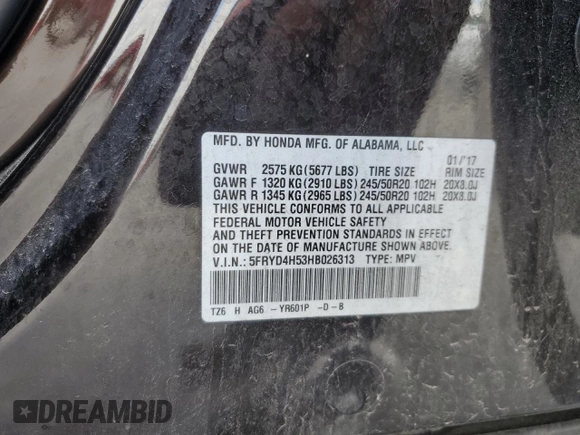 MFD. BY HONDA MFG. OF ALABAMA, LLC 01/'17
GVWR 2575 KG (5677 LBS) TIRE SIZE RIM SIZE
GAWR F 1320 KG (2910 LBS) 245/50R20 102H 20X8.0J
GAWR R 1345 KG (2965 LBS) 245/50R20 102H 20X8.0J
THIS VEHICLE CONFORMS TO ALL APPLICABLE
FEDERAL MOTOR VEHICLE SAFETY
AND THEFT PREVENTION STANDARDS IN EFFECT
ON THE DATE OF MANUFACTURE SHOWN ABOVE.
V.I.N.: 5FRYD4H53HB026313 TYPE: MPV
TZ6 H AG6 -YR601P -D-B
DREAMBID